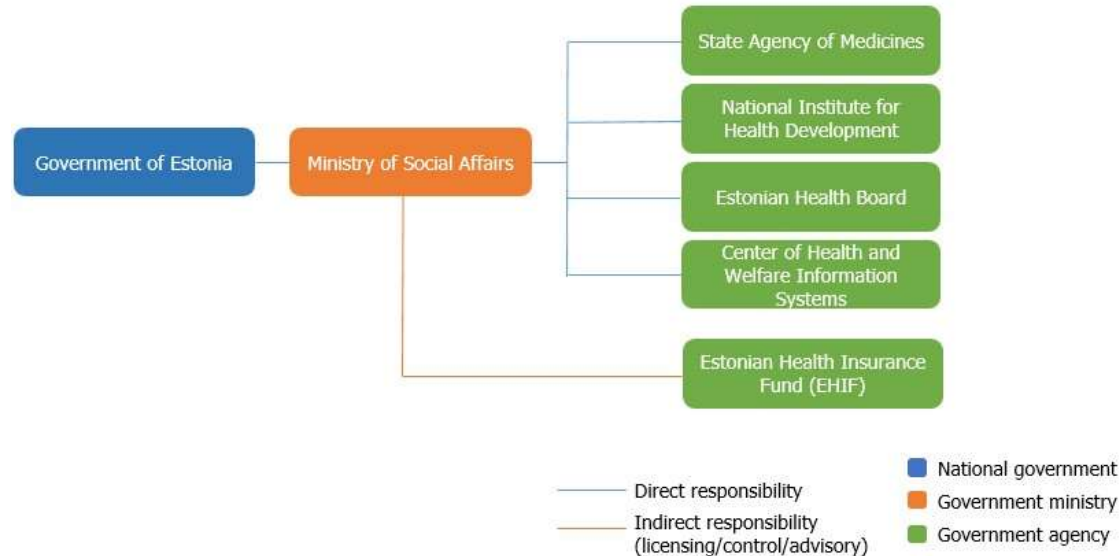 State Agency of Medicines
National Institute for
Health Development
Government of Estonia
Ministry of Social Affairs
Estonian Health Board
Center of Health and
Welfare Information
Systems
Estonian Health Insurance
Fund (EHIF)
Direct responsibility
Indirect responsibility
(licensing/control/advisory)
National government
Government ministry
Government agency